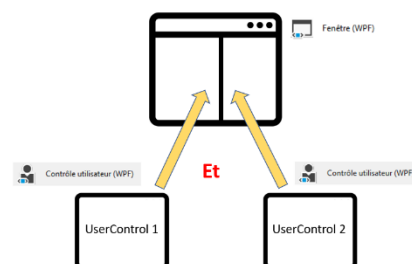 Fenêtre (WPF)
Contrôle utilisateur (WPF)
Et
Contrôle utilisateur (WPF
UserControl 1
UserControl 2